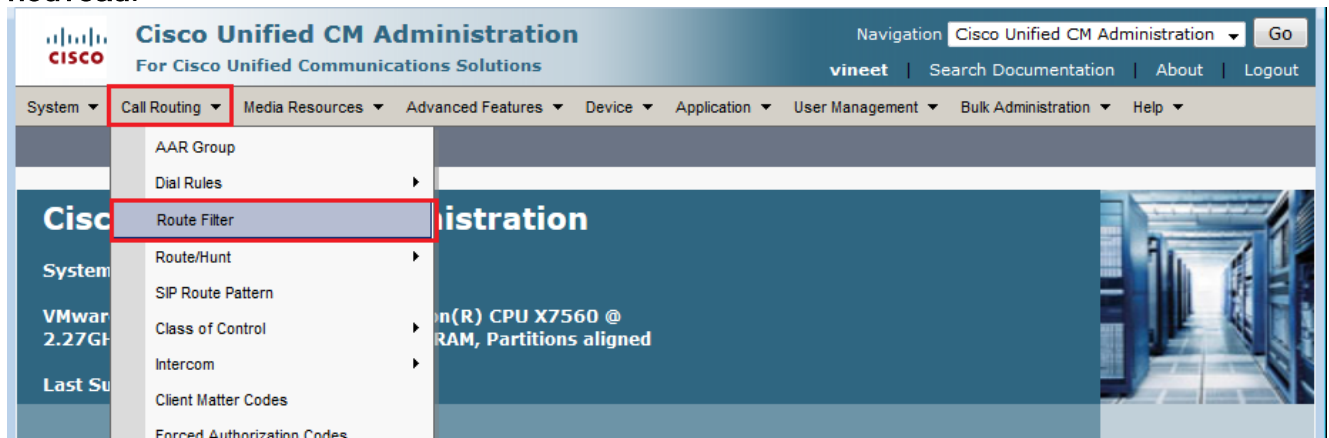 Cisco Unified CM Administration
Navigation Cisco Unified CM Administration Go
CISCO
For Cisco Unified Communications Solutions
vineet | Search Documentation | About | Logout
System Call Routing Media Resources Advanced Features Device Application User Management Bulk Administration Help
AAR Group
Dial Rules
Cisc
Route Filter
istration
Route/Hunt
System
SIP Route Pattern
VMwar
on(R) CPU X7560 @
Class of Control
2.27GH
RAM, Partitions aligned
Intercom
Last Su
Client Matter Codes
Forced Authorization Codes